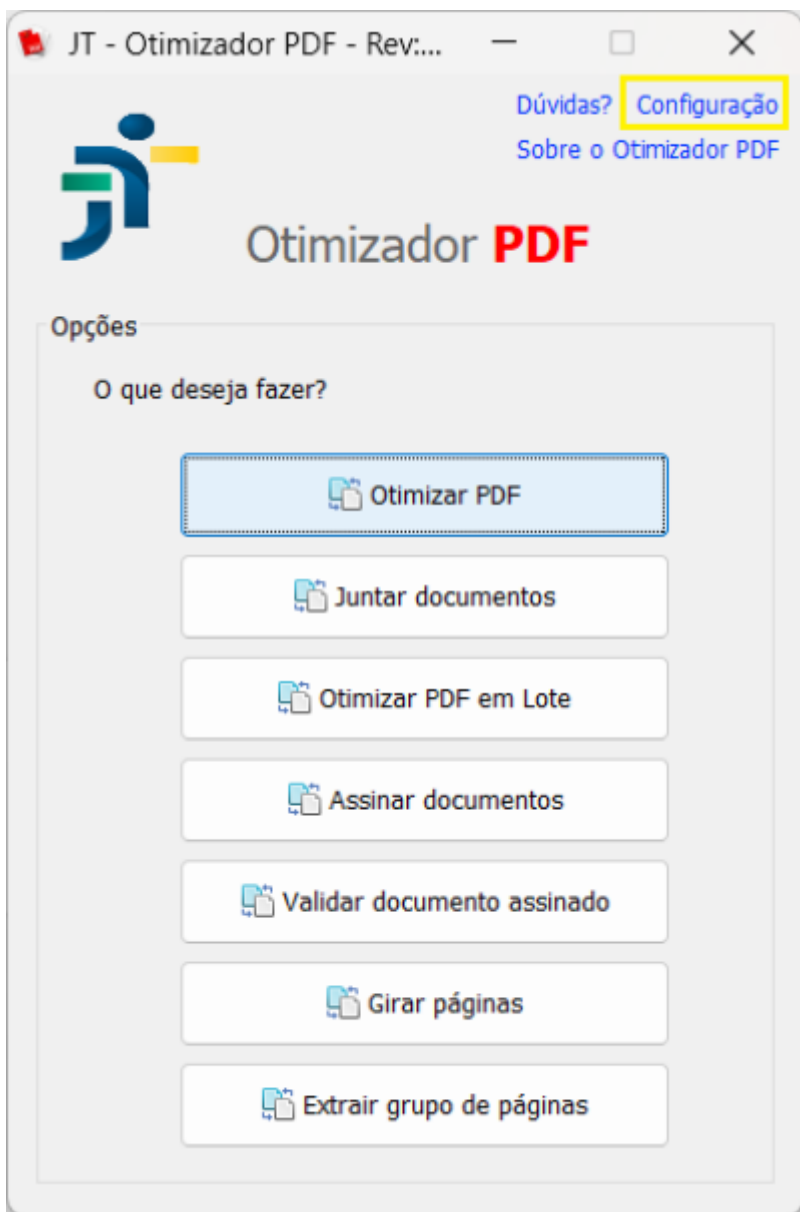 JT - Otimizador PDF - Rev:...
Dúvidas? Configuração
Sobre o Otimizador PDF
Otimizador PDF
Opções
O que deseja fazer?
Otimizar PDF
Juntar documentos
Otimizar PDF em Lote
Assinar documentos
Validar documento assinado
Girar páginas
Extrair grupo de páginas